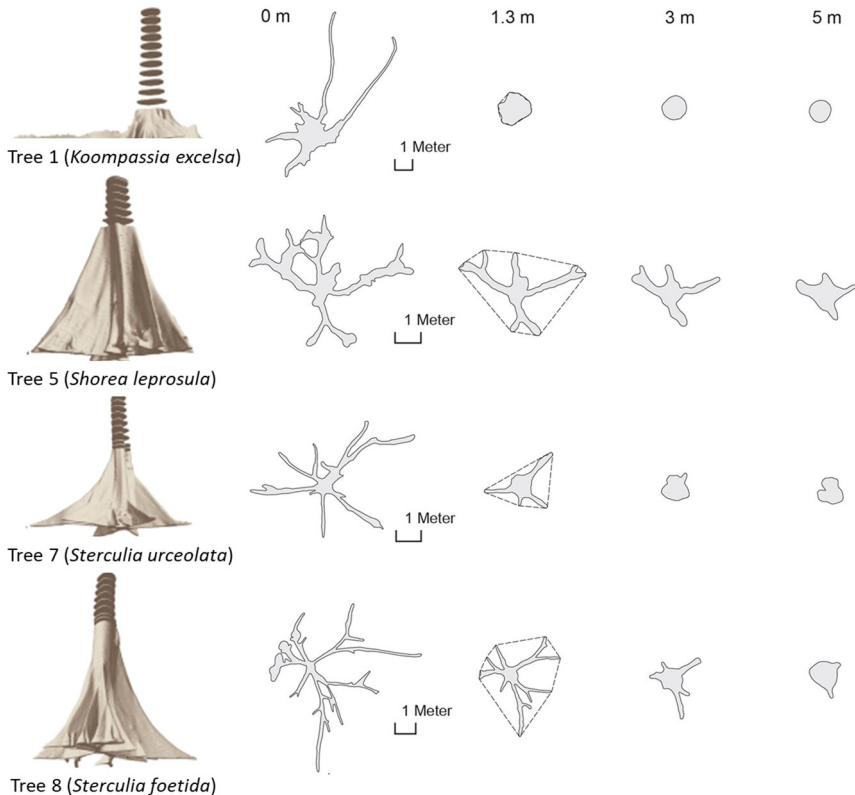 0 m 1.3 m 3 m 5 m
1 Meter
Tree 1 (Koompassia excelsa)
1 Meter
Tree 5 (Shorea leprosula)
1 Meter
Tree 7 (Sterculia urceolata)
1 Meter
Tree 8 (Sterculia foetida)